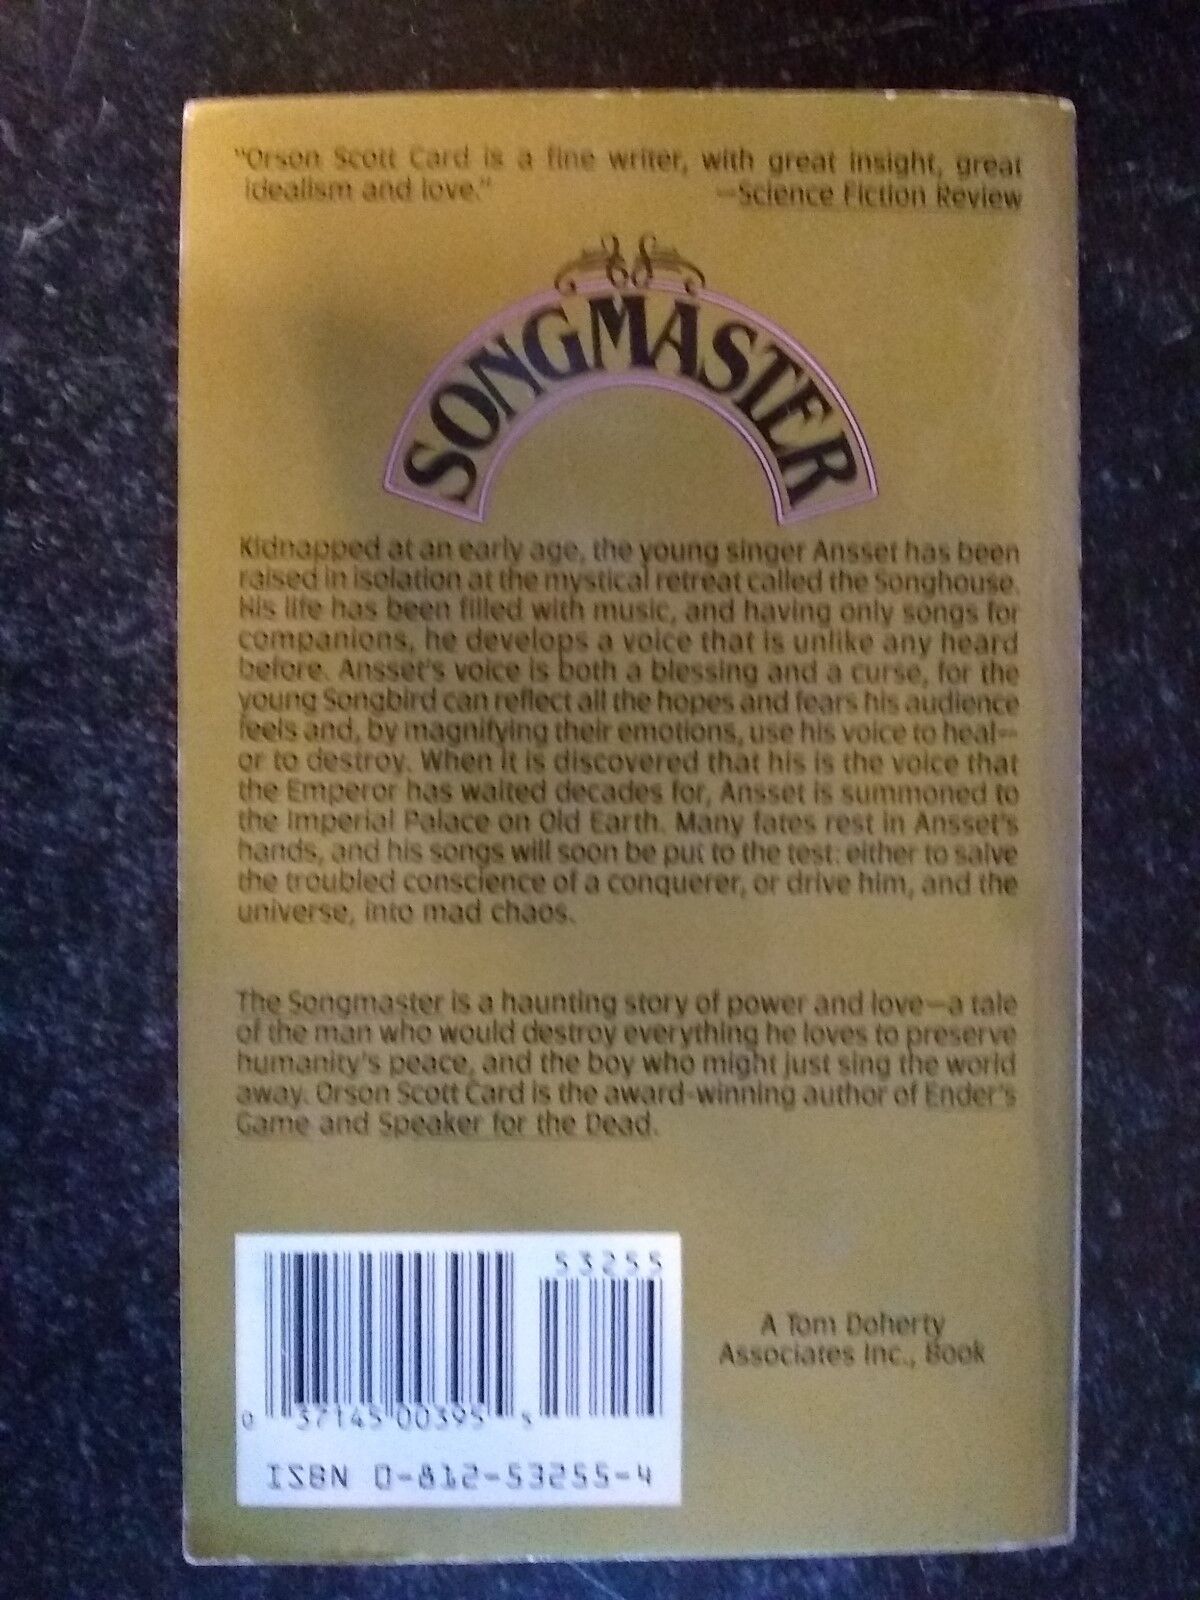 "Orson Scott Card is a fine writer, with great insight, great
idealism and love."
—Science Fiction Review
SONGMASTER
Kidnapped at an early age, the young singer Ansset has been
raised in isolation at the mystical retreat called the Songhouse.
His life has been filled with music, and having only songs for
companions, he develops a voice that is unlike any heard
before. Ansset's voice is both a blessing and a curse, for the
young Songbird can reflect all the hopes and fears his audience
feels and, by magnifying their emotions, use his voice to heal—
or to destroy. When it is discovered that his is the voice that
the Emperor has waited decades for, Ansset is summoned to
the Imperial Palace on Old Earth. Many fates rest in Ansset's
hands, and his songs will soon be put to the test: either to salve
the troubled conscience of a conquerer, or drive him, and the
universe, into mad chaos.
The Songmaster is a haunting story of power and love—a tale
of the man who would destroy everything he loves to preserve
humanity's peace, and the boy who might just sing the world
away. Orson Scott Card is the award-winning author of Ender's
Game and Speaker for the Dead.
53255
0 37145 00395 5
ISBN 0-812-53255-4
A Tom Doherty
Associates Inc., Book